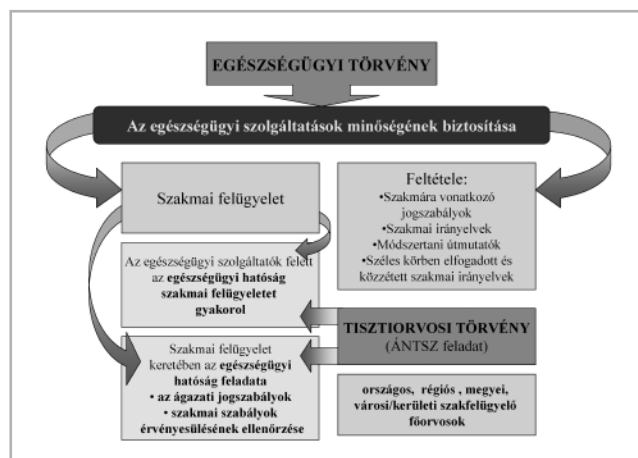 EGÉSZSÉGÜGYI TÖRVÉNY
Az egészségügyi szolgáltatások minőségének biztosítása
Szakmai felügyelet
Feltétele:
•Szakmára vonatkozó
jogszabályok
•Szakmai irányelvek
•Módszertani útmutatók
•Széles körben elfogadott és
közzétett szakmai irányelvek
Az egészségügyi szolgáltatók felett
az egészségügyi hatóság
szakmai felügyeletet
gyakorol
TISZTIORVOSI TÖRVÉNY
(ÁNTSZ feladat)
Szakmai felügyelet
keretében az egészségügyi
hatóság feladata
• az ágazati jogszabályok
• szakmai szabályok
érvényesülésének ellenőrzése
országos, régiós , megyei,
városi/kerületi szakfelügyelő
főorvosok